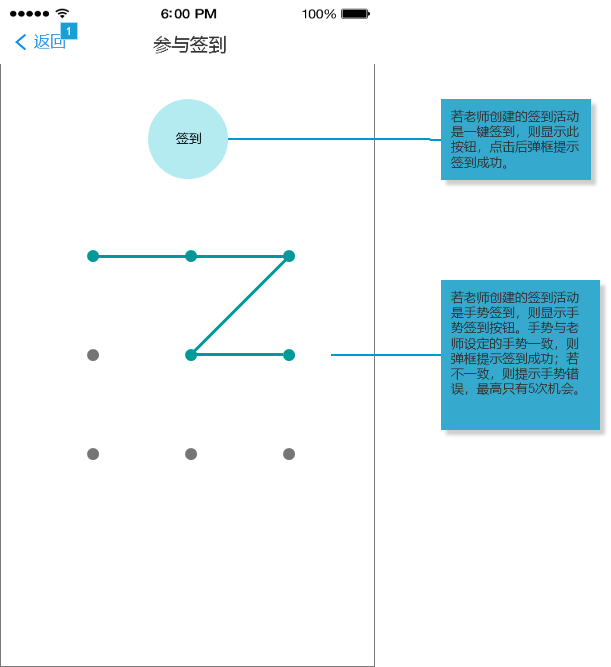 6:00 PM
100%
返回
1
参与签到
签到
若老师创建的签到活动
是一键签到，则显示此
按钮，点击后弹框提示
签到成功。
若老师创建的签到活动
是手势签到，则显示手
势签到按钮。手势与老
师设定的手势一致，则
弹框提示签到成功；若
不一致，则提示手势错
误，最高只有5次机会。